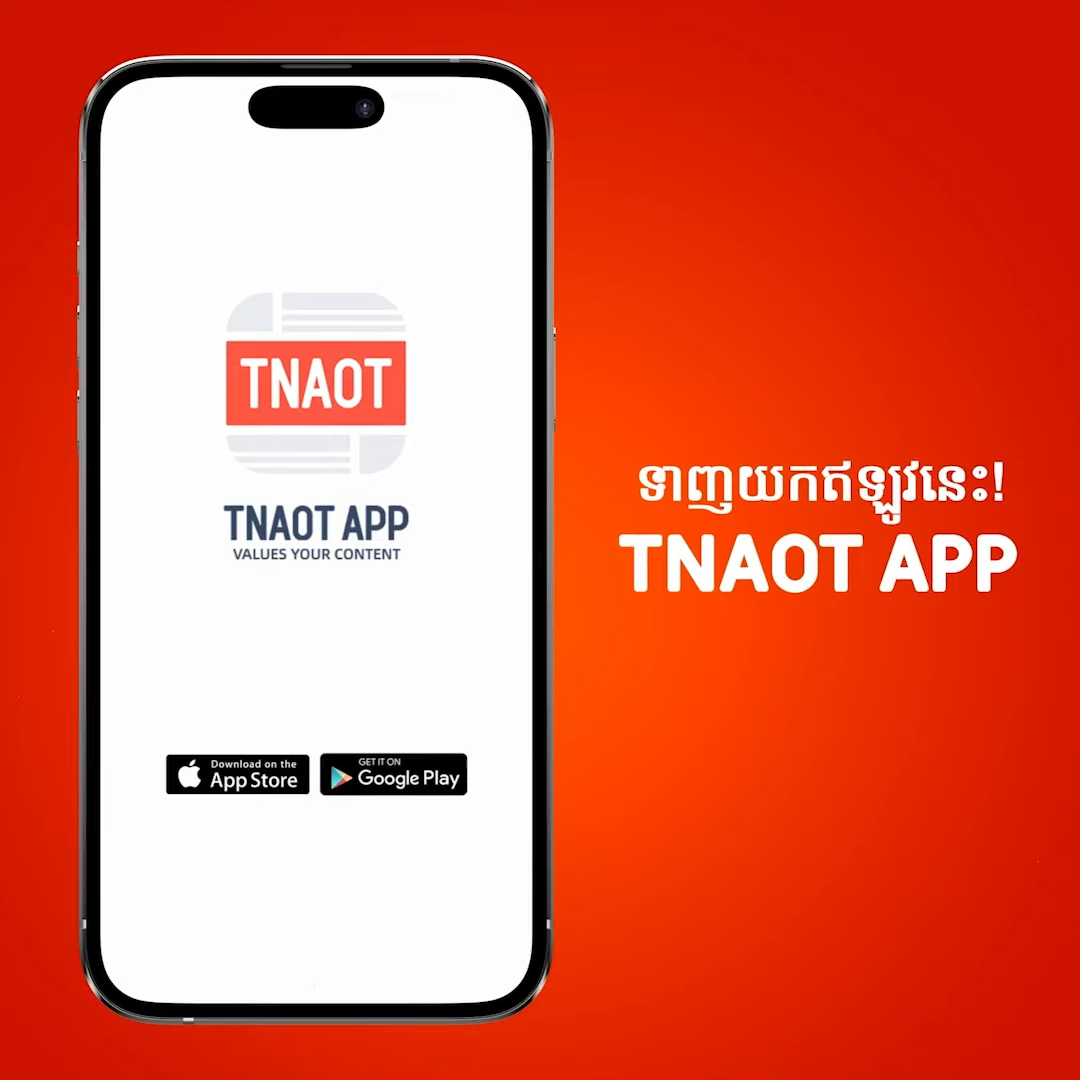 TNAOT
TNAOT APP
VALUES YOUR CONTENT
Download on the
App Store
GET IT ON
Google Play
ទាញយកឥឡូវនេះ!
TNAOT APP